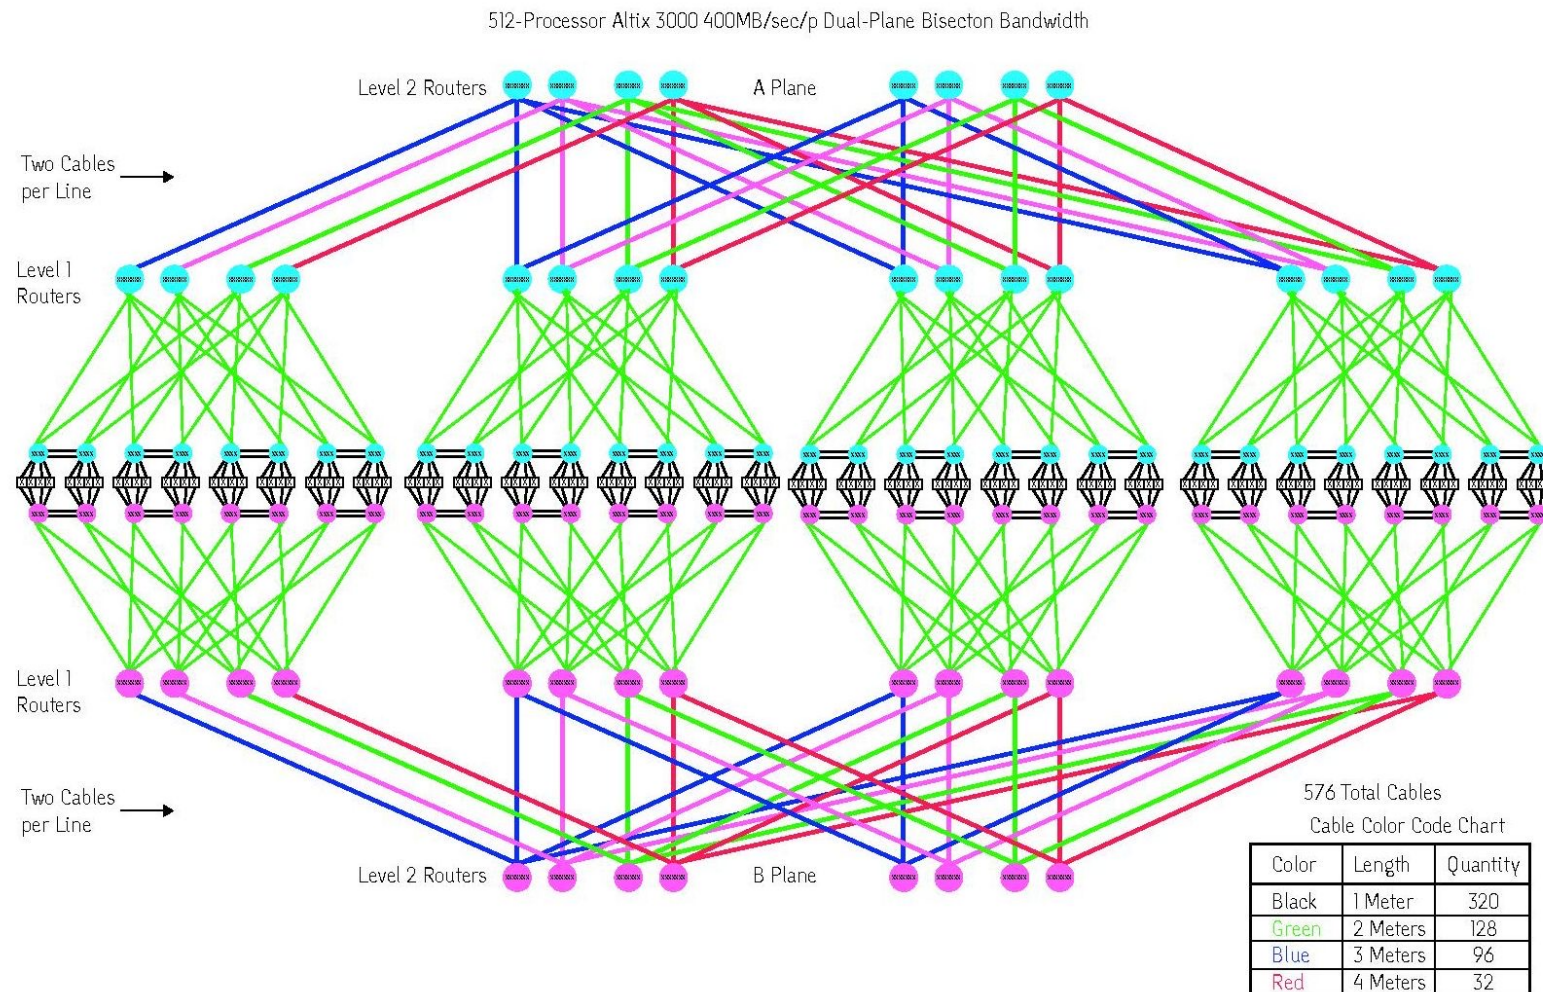 512-Processor Altix 3000 400MB/sec/p Dual-Plane Bisecton Bandwidth
Level 2 Routers
A Plane
Two Cables
per Line
Level 1
Routers
Level 1
Routers
Two Cables
per Line
Level 2 Routers
B Plane
576 Total Cables
Cable Color Code Chart
Color Length Quantity
Black 1 Meter 320
Green 2 Meters 128
Blue 3 Meters 96
Red 4 Meters 32